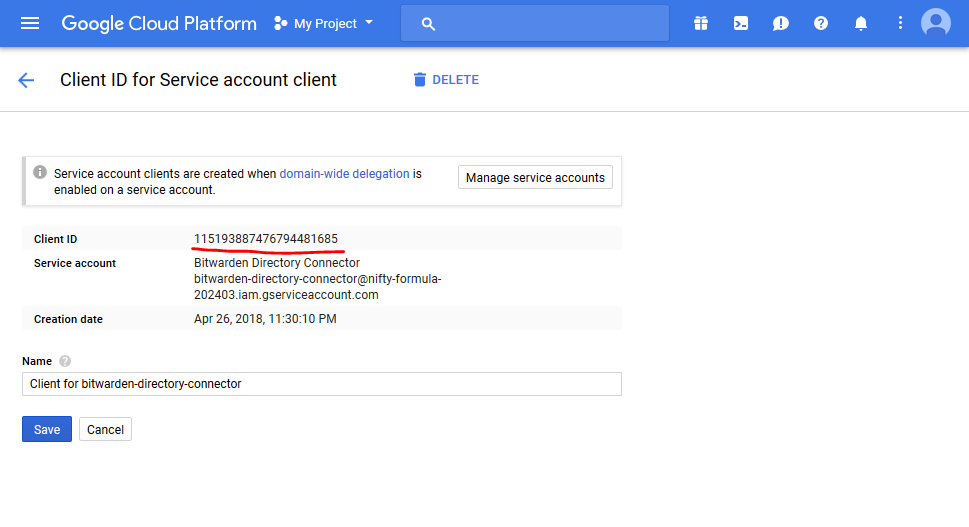 Google Cloud Platform
My Project
Client ID for Service account client
DELETE
Service account clients are created when domain-wide delegation is
enabled on a service account.
Manage service accounts
Client ID
115193887476794481685
Service account
Bitwarden Directory Connector
bitwarden-directory-connector@nifty-formula-
202403.iam.gserviceaccount.com
Creation date
Apr 26, 2018, 11:30:10 PM
Name
Client for bitwarden-directory-connector
Save
Cancel